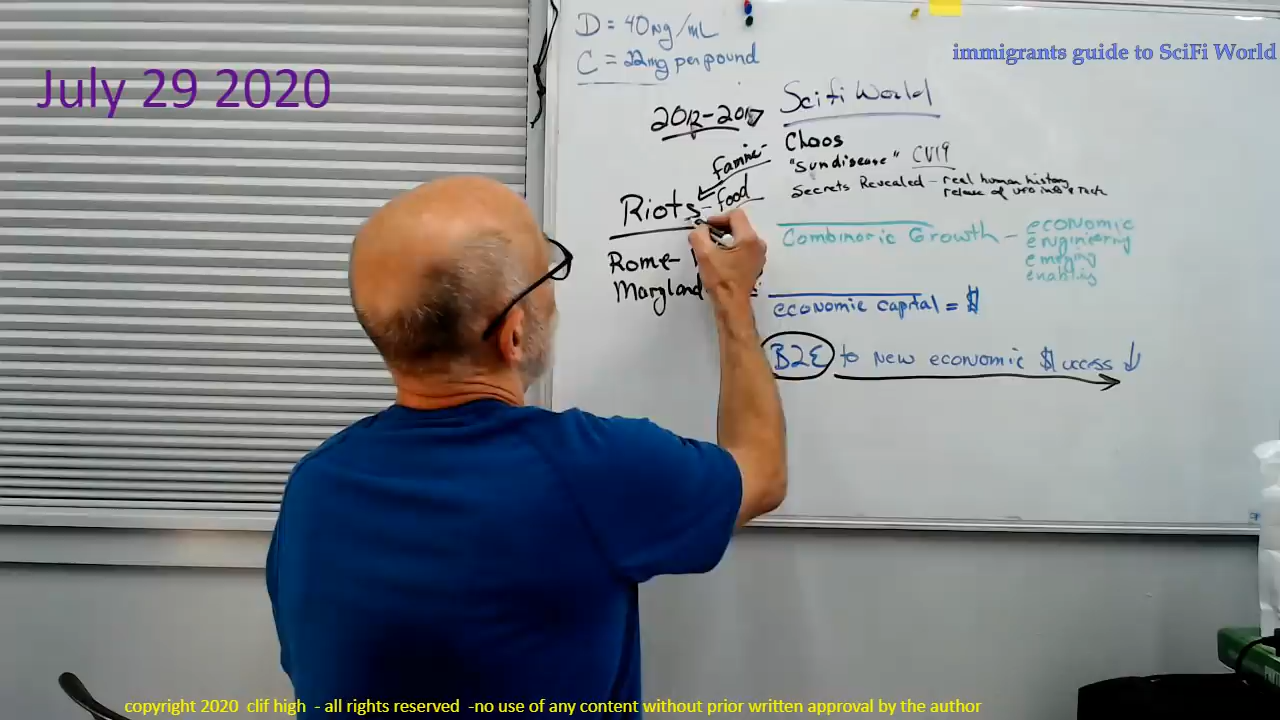 July 29 2020
immigrants guide to SciFi World
D = 40ng/mL
C = 22mg per pound
2012-2017
Scifi World
Chaos
"Sun disease" CV19
Secrets Revealed - real human history
release of UFO info & Tech
famine-
Riots - food
Rome-
Maryland
Combinoric Growth - economic
engineering
emerging
enabling
economic capital = $
B2E to new economic $uccess ↓
copyright 2020 clif high - all rights reserved -no use of any content without prior written approval by the author